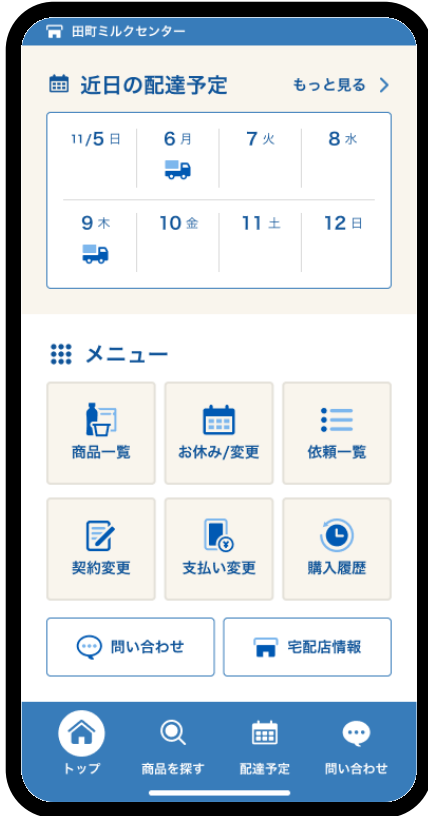 田町ミルクセンター
近日の配達予定 もっと見る
11/5 日 6 月 7 火 8 水
9 木 10 金 11 土 12 日
メニュー
商品一覧 お休み/変更 依頼一覧
契約変更 支払い変更 購入履歴
問い合わせ 宅配店情報
トップ 商品を探す 配達予定 問い合わせ